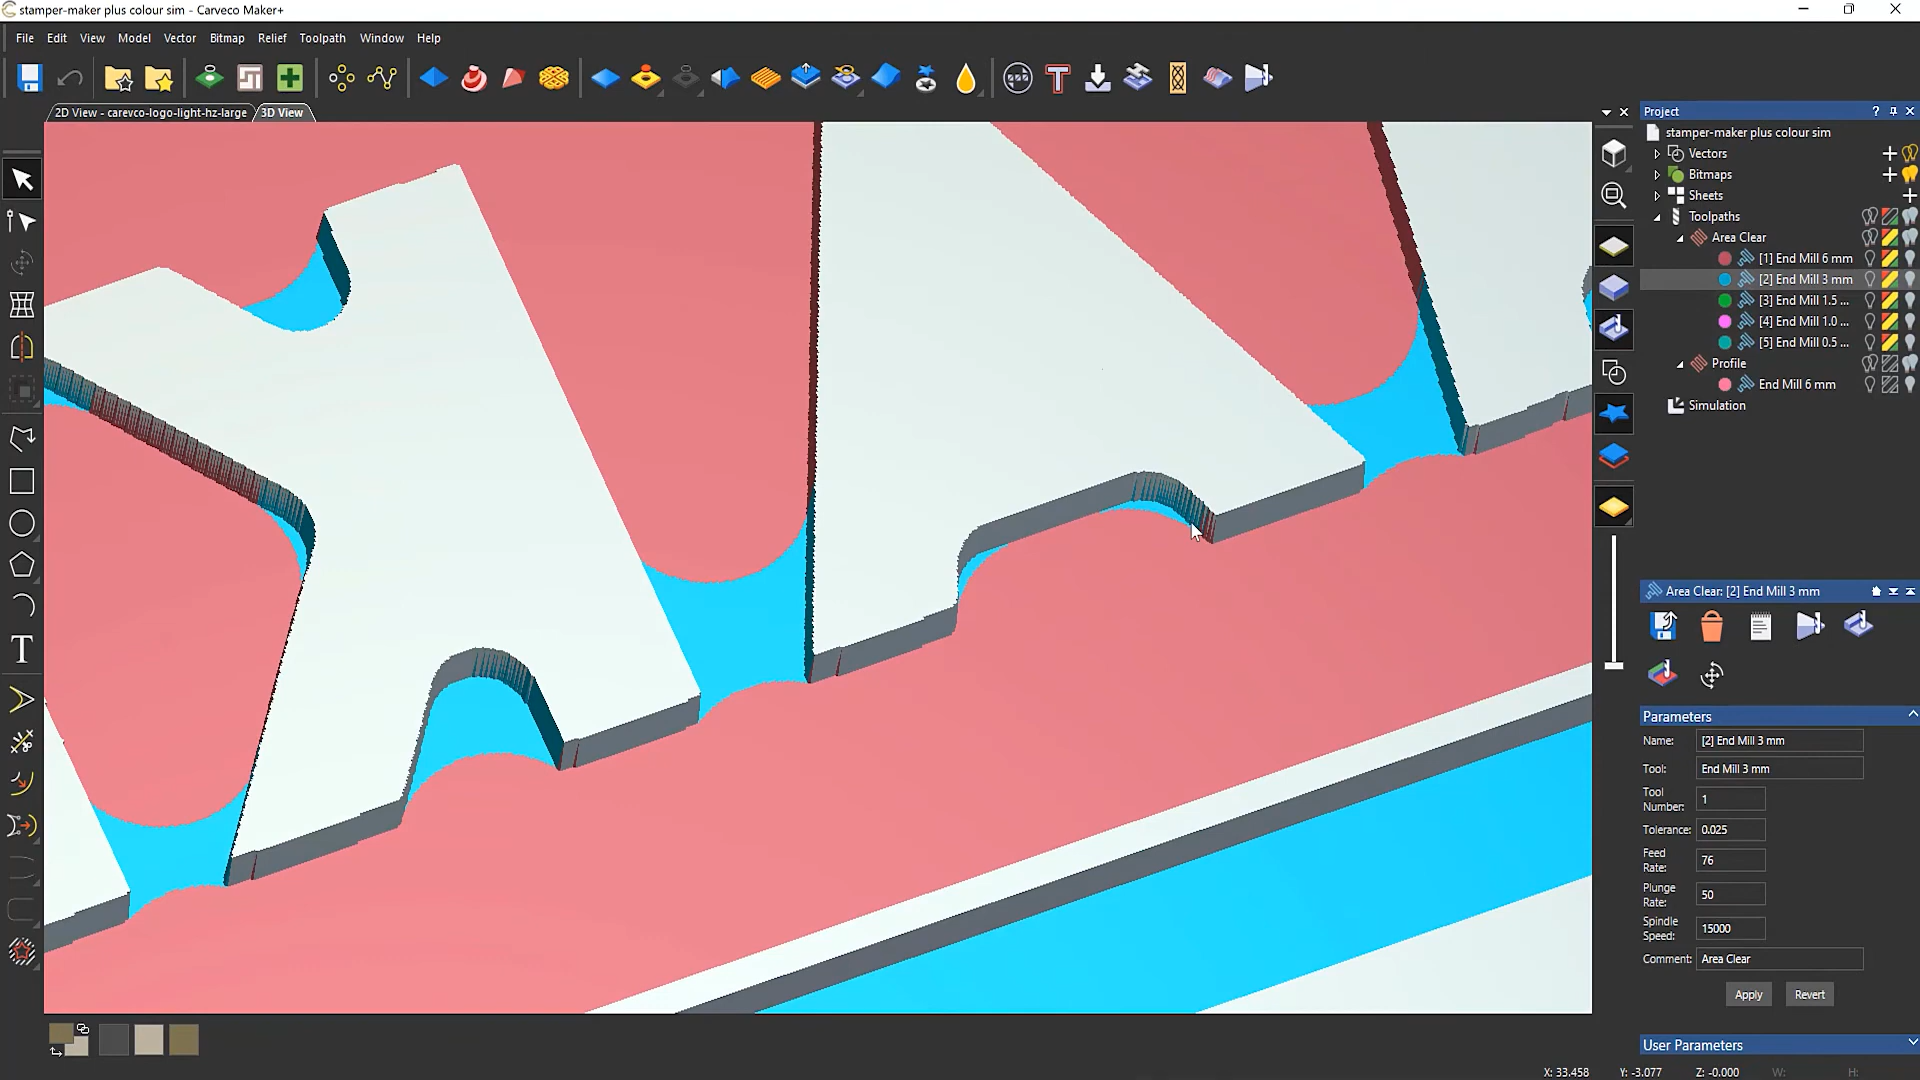 stamper-maker plus colour sim - Carveco Maker+
File Edit View Model Vector Bitmap Relief Toolpath Window Help
2D View - carevco-logo-light-hz-large
3D View
Project
stamper-maker plus colour sim
Vectors
Bitmaps
Sheets
Toolpaths
Area Clear
[1] End Mill 6 mm
[2] End Mill 3 mm
[3] End Mill 1.5 ...
[4] End Mill 1.0 ...
[5] End Mill 0.5 ...
Profile
End Mill 6 mm
Simulation
Area Clear: [2] End Mill 3 mm
Parameters
Name: [2] End Mill 3 mm
Tool: End Mill 3 mm
Tool
Number: 1
Tolerance: 0.025
Feed
Rate: 76
Plunge
Rate: 50
Spindle
Speed: 15000
Comment: Area Clear
Apply Revert
User Parameters
X: 33.458 Y: -3.077 Z: -0.000 W: H: